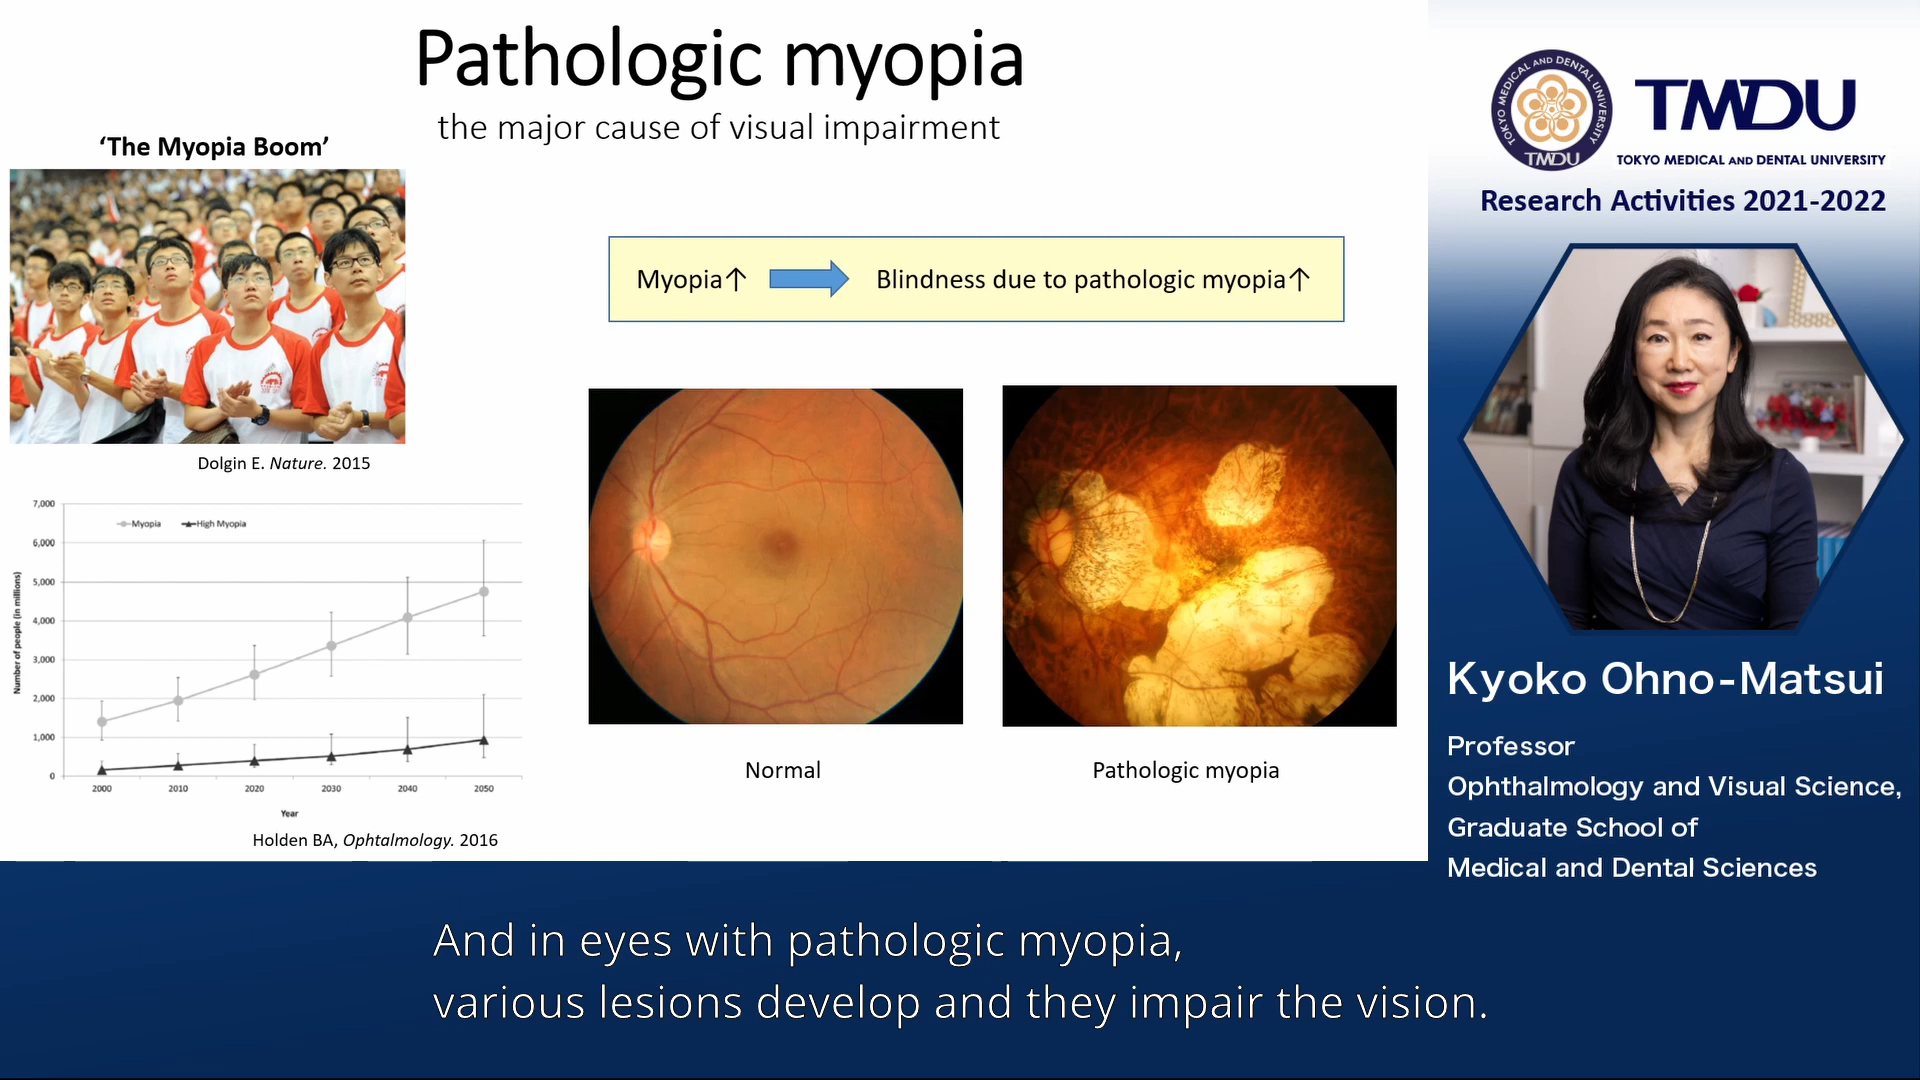 Pathologic myopia
the major cause of visual impairment
‘The Myopia Boom’
Dolgin E. Nature. 2015
Myopia↑
Blindness due to pathologic myopia↑
7,000
6,000
5,000
4,000
3,000
2,000
1,000
0
Number of people (in millions)
Myopia
High Myopia
2000 2010 2020 2030 2040 2050
Year
Holden BA, Ophtalmology. 2016
Normal
Pathologic myopia
TOKYO MEDICAL AND DENTAL UNIVERSITY
TMDU
TMDU
TOKYO MEDICAL AND DENTAL UNIVERSITY
Research Activities 2021-2022
Kyoko Ohno-Matsui
Professor
Ophthalmology and Visual Science,
Graduate School of
Medical and Dental Sciences
And in eyes with pathologic myopia,
various lesions develop and they impair the vision.